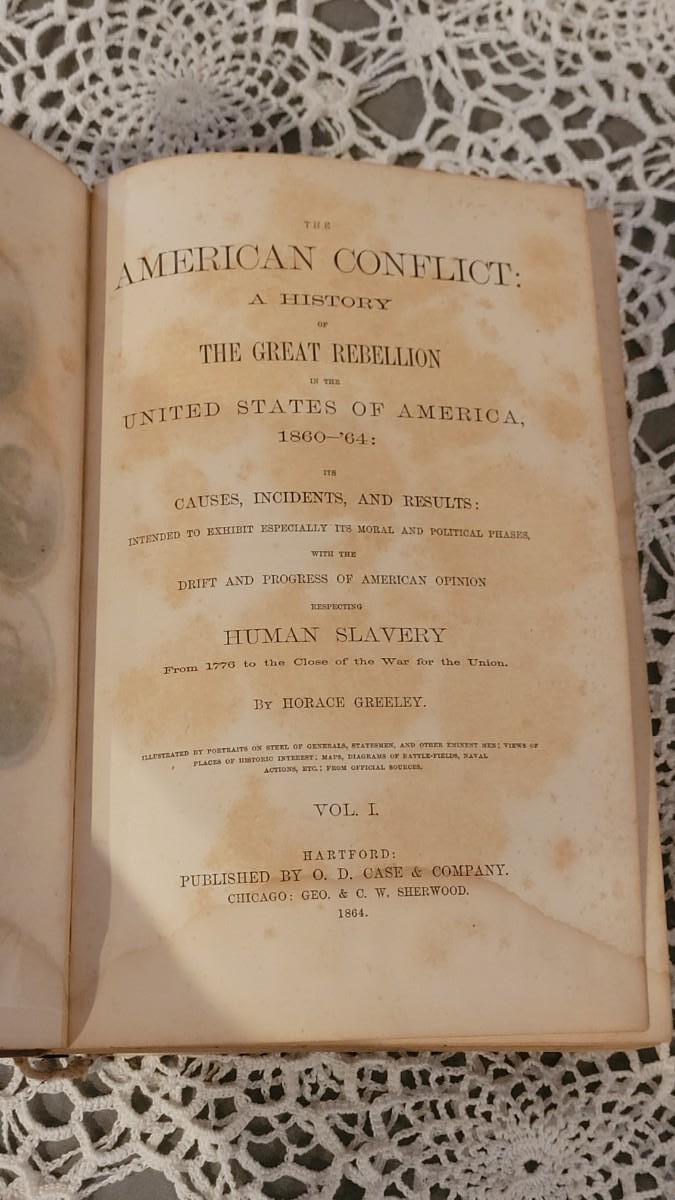 THE
AMERICAN CONFLICT:
A HISTORY
OF
THE GREAT REBELLION
IN THE
UNITED STATES OF AMERICA,
1860–'64:
ITS
CAUSES, INCIDENTS, AND RESULTS:
INTENDED TO EXHIBIT ESPECIALLY ITS MORAL AND POLITICAL PHASES,
WITH THE
DRIFT AND PROGRESS OF AMERICAN OPINION
RESPECTING
HUMAN SLAVERY
From 1776 to the Close of the War for the Union.
By HORACE GREELEY.
ILLUSTRATED BY PORTRAITS ON STEEL OF GENERALS, STATESMEN, AND OTHER EMINENT MEN; VIEWS OF
PLACES OF HISTORIC INTEREST; MAPS, DIAGRAMS OF BATTLE-FIELDS, NAVAL
ACTIONS, ETC.; FROM OFFICIAL SOURCES.
VOL. I.
HARTFORD:
PUBLISHED BY O. D. CASE & COMPANY.
CHICAGO: GEO. & C. W. SHERWOOD.
1864.